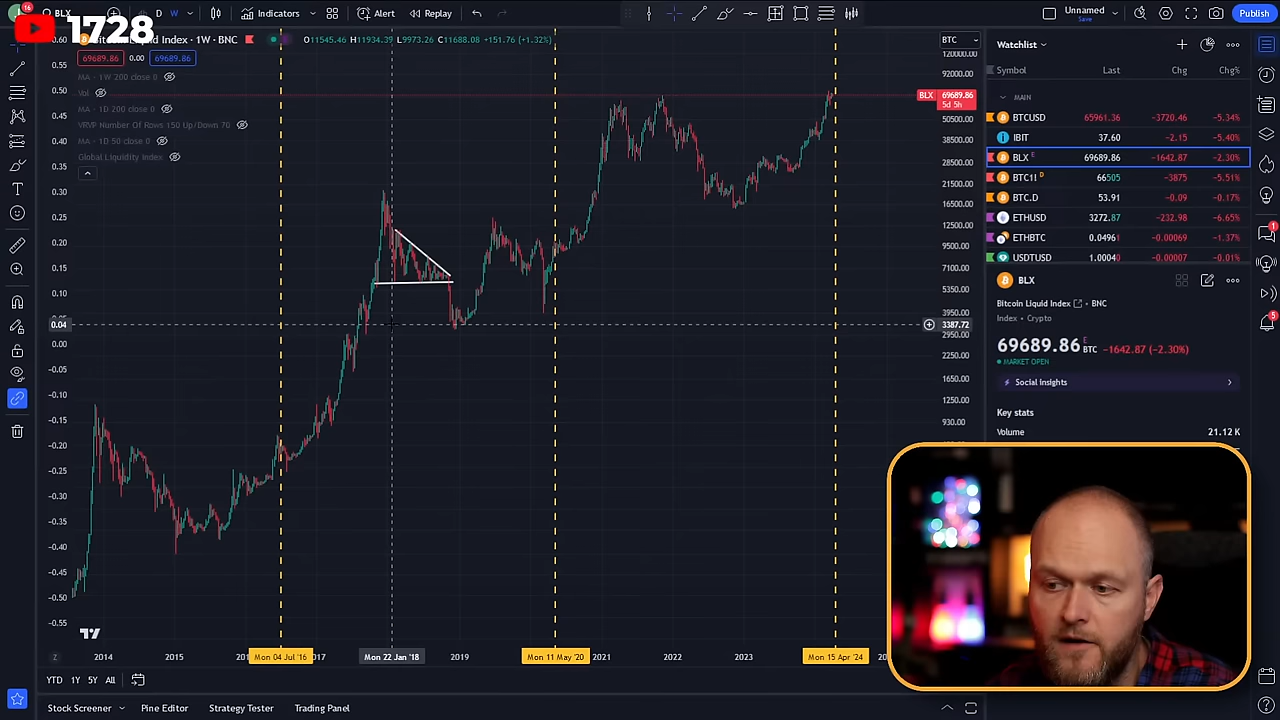 16 BLX D W Indicators Alert Replay Unnamed Save Publish
1728
Liquid Index · 1W · BNC O11545.46 H11934.39 L9973.26 C11688.08 +151.76 (+1.32%) BTC
69689.86 0.00 69689.86
MA · 1W 200 close 0
Vol
MA · 1D 200 close 0
VRVP Number Of Rows 150 Up/Down 70
MA · 1D 50 close 0
Global Liquidity Index
0.60
0.55
0.50
0.45
0.40
0.35
0.30
0.25
0.20
0.15
0.10
0.04
0.00
-0.05
-0.10
-0.15
-0.20
-0.25
-0.30
-0.35
-0.40
-0.45
-0.50
-0.55
120000.00
92000.00
BLX 69689.86
5d 5h
50500.00
38500.00
28500.00
21500.00
16500.00
12500.00
9500.00
7100.00
5350.00
3950.00
3387.72
2950.00
2250.00
1650.00
1250.00
930.00
Z 2014 2015 Mon 04 Jul '16 Mon 22 Jan '18 2019 Mon 11 May '20 2021 2022 2023 Mon 15 Apr '24
YTD 1Y 5Y All
Stock Screener Pine Editor Strategy Tester Trading Panel
Watchlist
Symbol Last Chg Chg%
MAIN
BTCUSD 65961.36 −3720.46 −5.34%
IBIT 37.60 −2.15 −5.40%
BLX E 69689.86 −1642.87 −2.30%
BTC1! D 66505 −3875 −5.51%
BTC.D 53.91 −0.09 −0.17%
ETHUSD 3272.87 −232.98 −6.65%
ETHBTC −0.00069 −1.37%
USDTUSD 1.00040 −0.00007 −0.01%
BLX
Bitcoin Liquid Index · BNC
Index · Crypto
69689.86 E BTC −1642.87 (−2.30%)
MARKET OPEN
Social Insights
Key stats
Volume 21.12 K
1
5